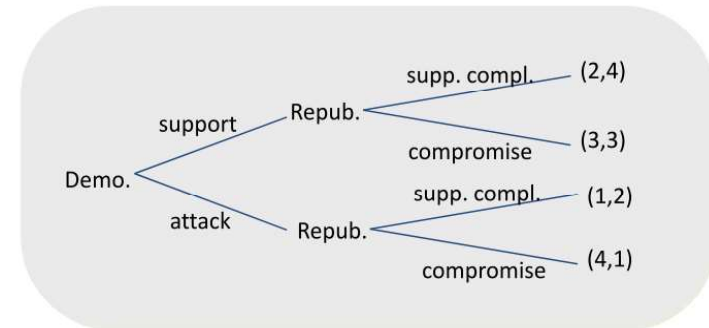 supp. compl.
(2,4)
Repub.
support
compromise
(3,3)
Demo.
supp. compl.
(1,2)
attack
Repub.
compromise
(4,1)